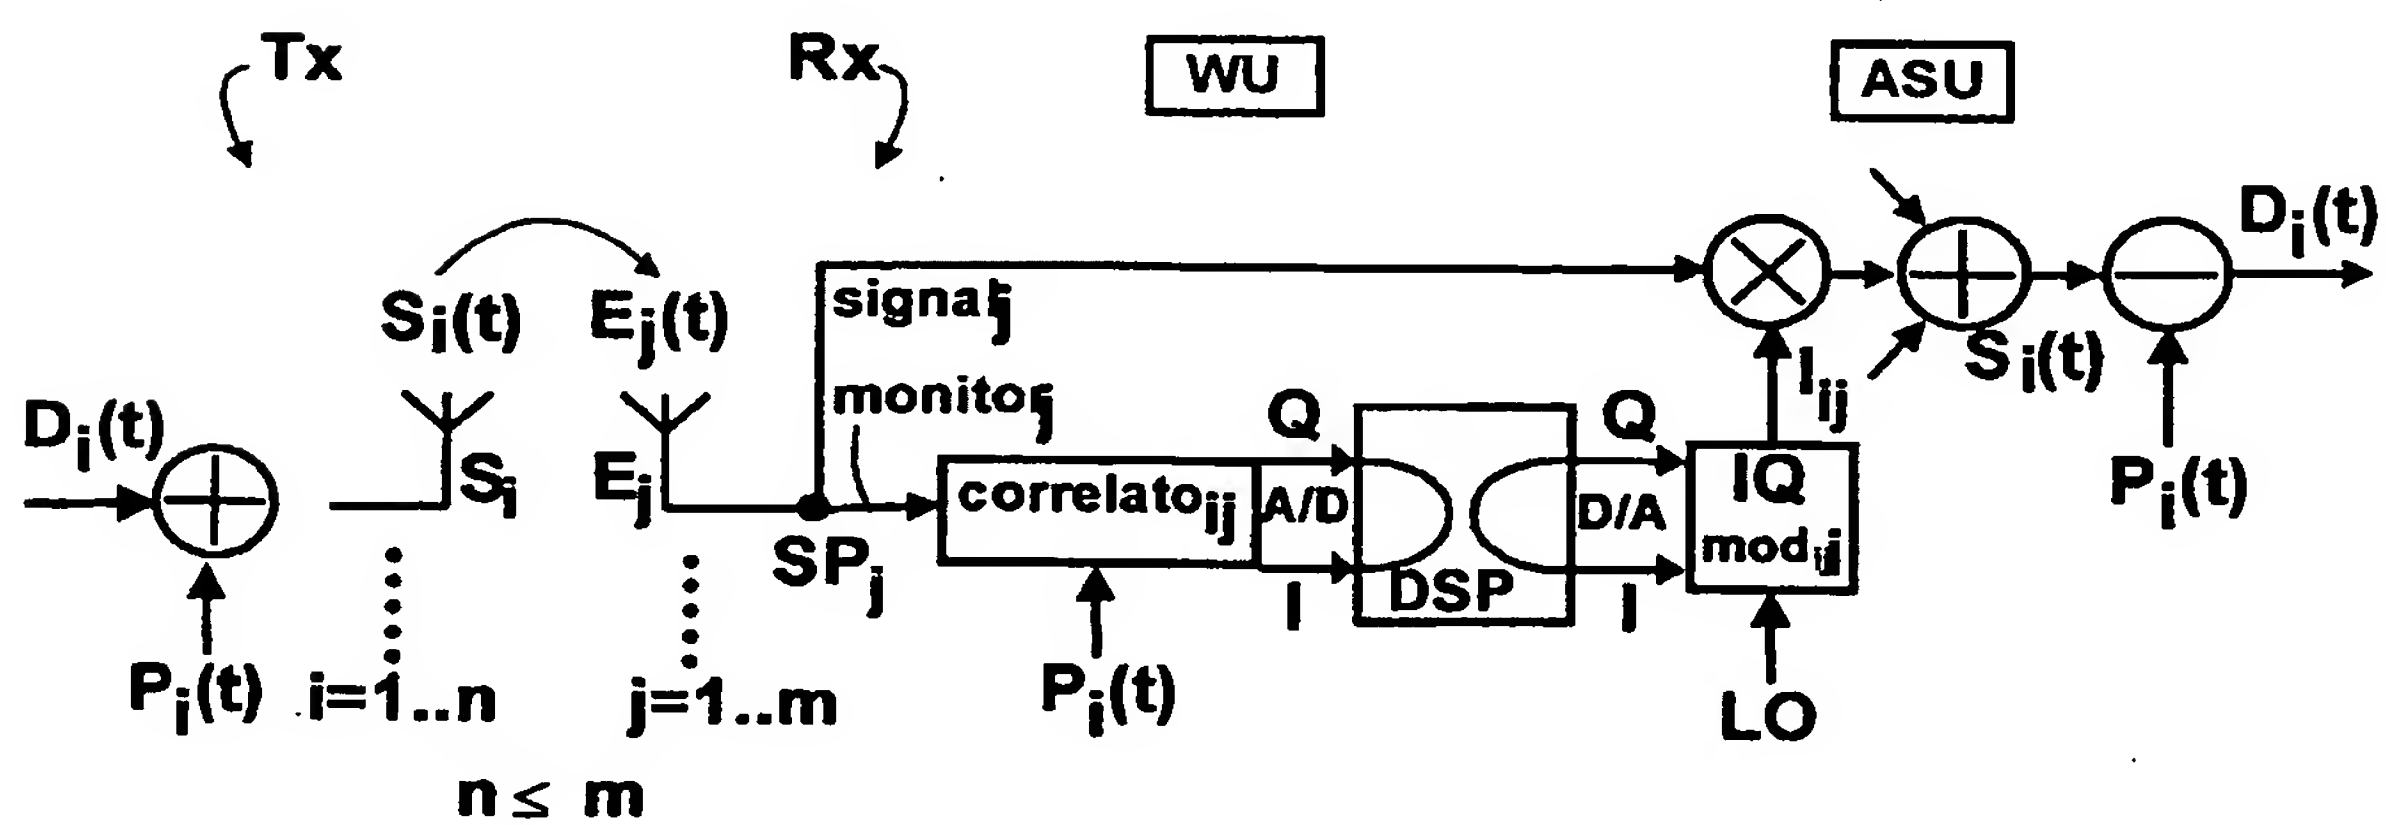 Tx
Rx
WU
ASU
Di(t)
Si(t)
Ej(t)
signalj
monitorj
Iij
Si(t)
Di(t)
Si
Ej
SPj
correlatoij
Q
A/D
I
DSP
Q
D/A
I
IQ
modij
Pi(t)
Pi(t)
i=1..n
j=1..m
Pi(t)
LO
n ≤ m